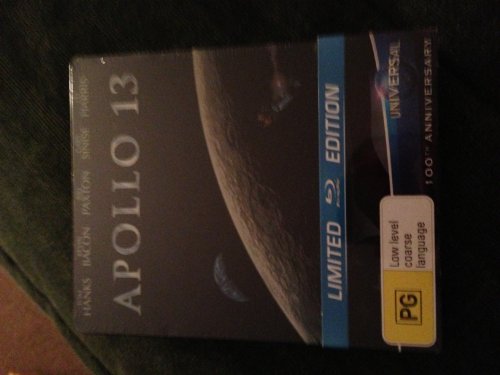 HANKS BACON PAXTON SINISE HARRIS
APOLLO 13
LIMITED
EDITION
UNIVERSAL
100TH ANNIVERSARY
PG
Low level
coarse
language